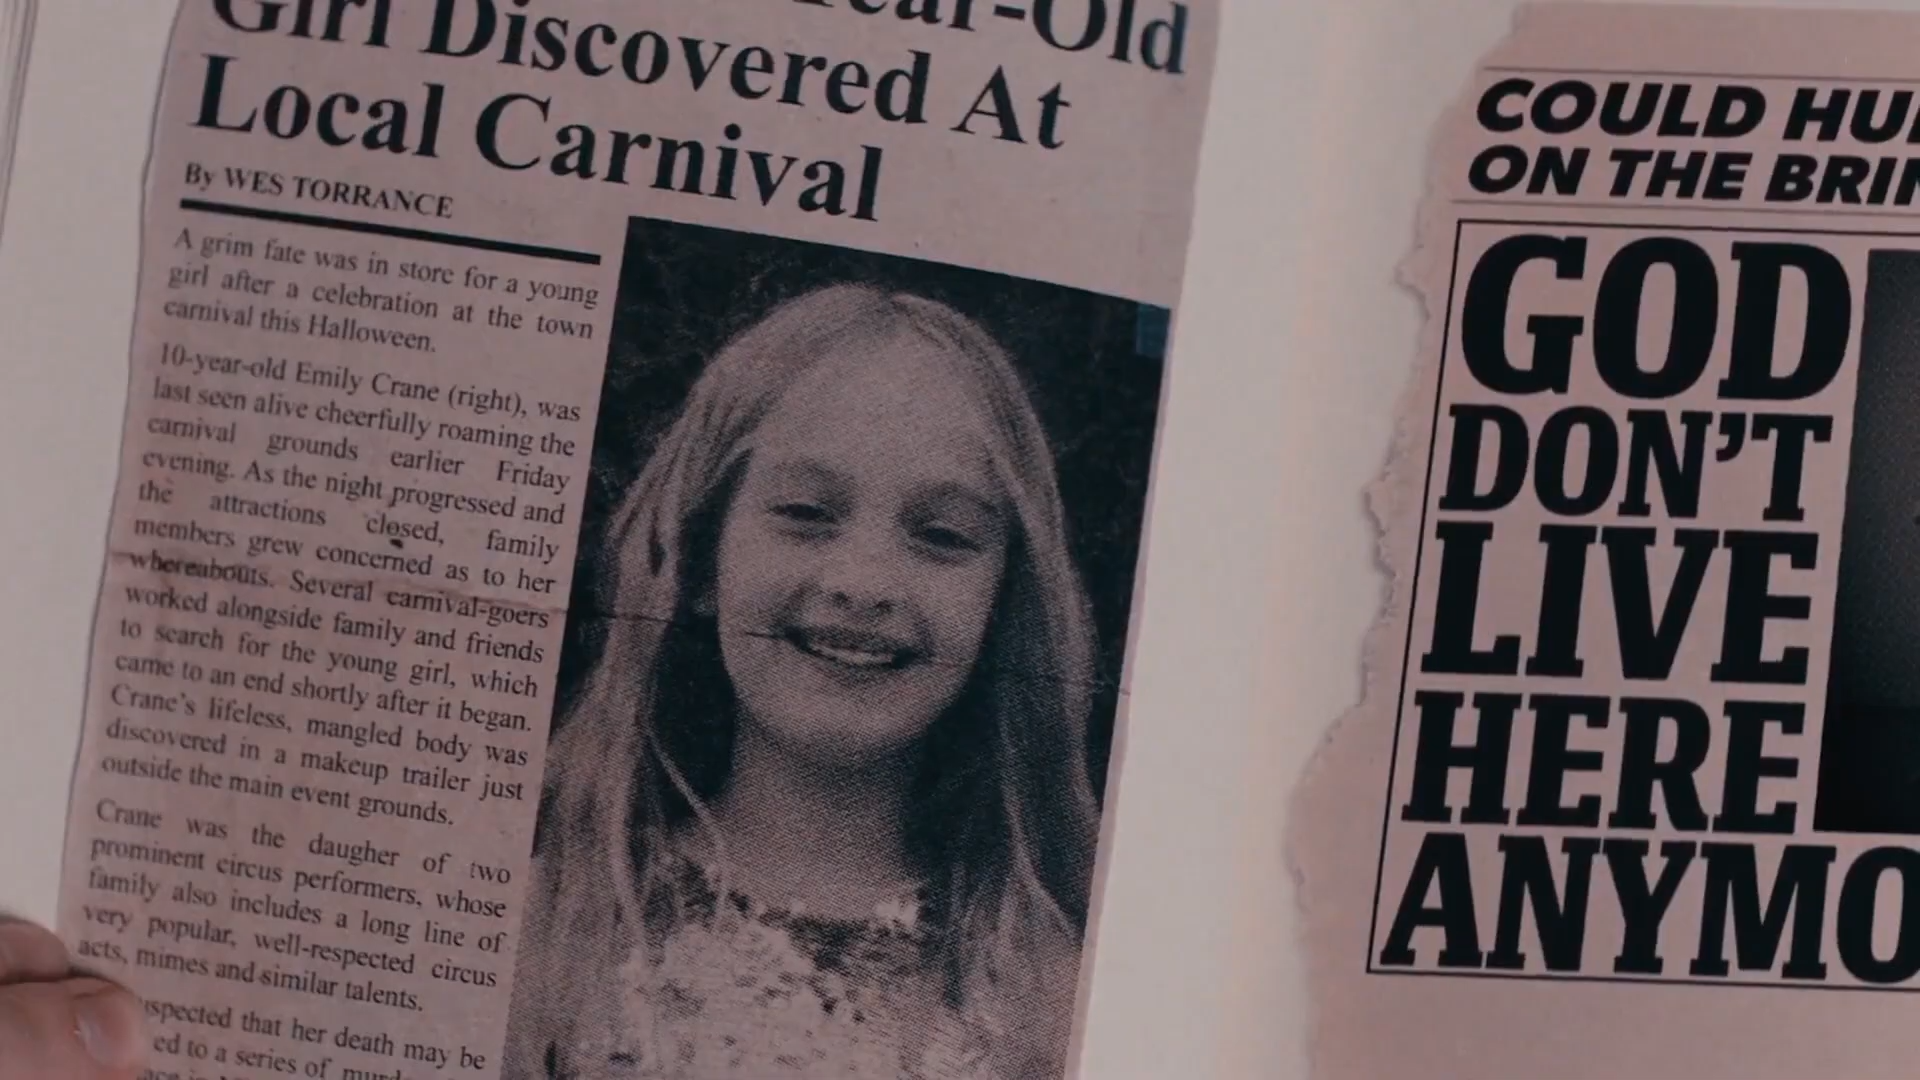 Year-Old
Girl Discovered At
Local Carnival
By WES TORRANCE
A grim fate was in store for a young
girl after a celebration at the town
carnival this Halloween.
10-year-old Emily Crane (right), was
last seen alive cheerfully roaming the
carnival grounds earlier Friday
evening. As the night progressed and
the attractions closed, family
members grew concerned as to her
whereabouts. Several carnival-goers
worked alongside family and friends
to search for the young girl, which
came to an end shortly after it began.
Crane's lifeless, mangled body was
discovered in a makeup trailer just
outside the main event grounds.
Crane was the daugher of two
prominent circus performers, whose
family also includes a long line of
very popular, well-respected circus
acts, mimes and similar talents.
uspected that her death may be
ed to a series of
COULD HU
ON THE BRIN
GOD
DON'T
LIVE
HERE
ANYMO